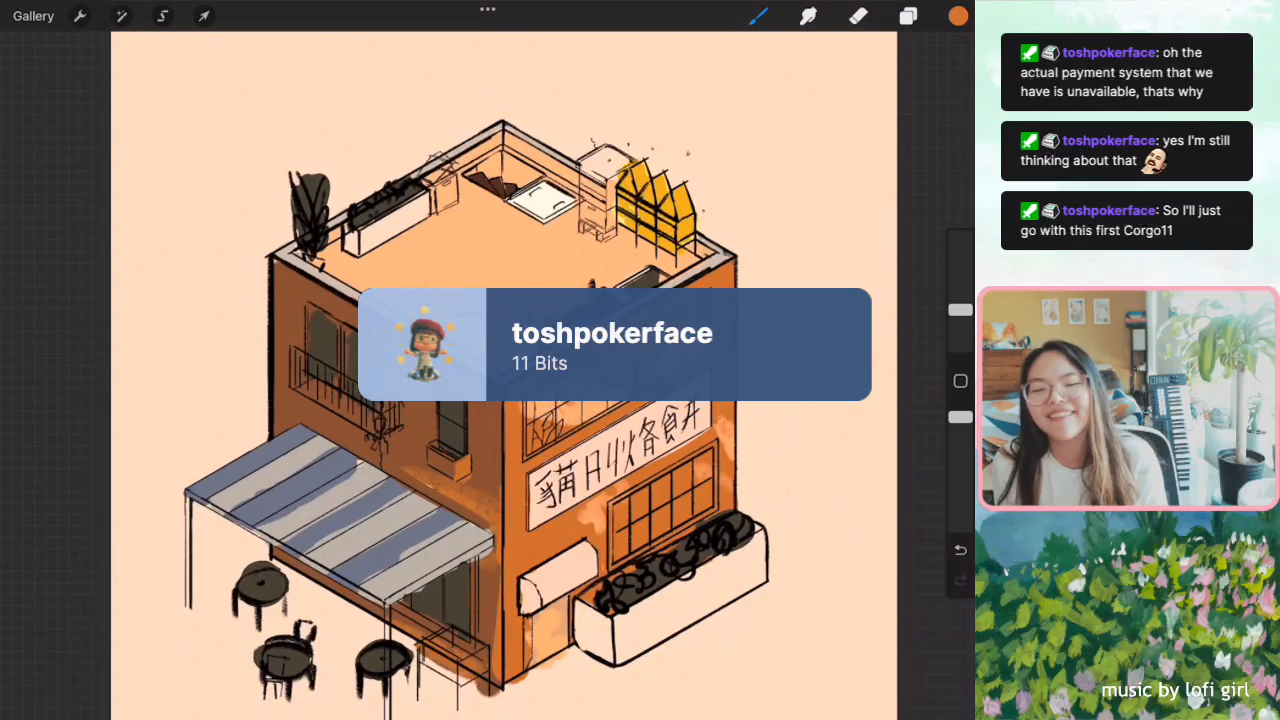 Gallery
toshpokerface: oh the
actual payment system that we
have is unavailable, thats why
toshpokerface: yes I'm still
thinking about that
toshpokerface: So I'll just
go with this first Corgo11
toshpokerface
11 Bits
music by lofi girl